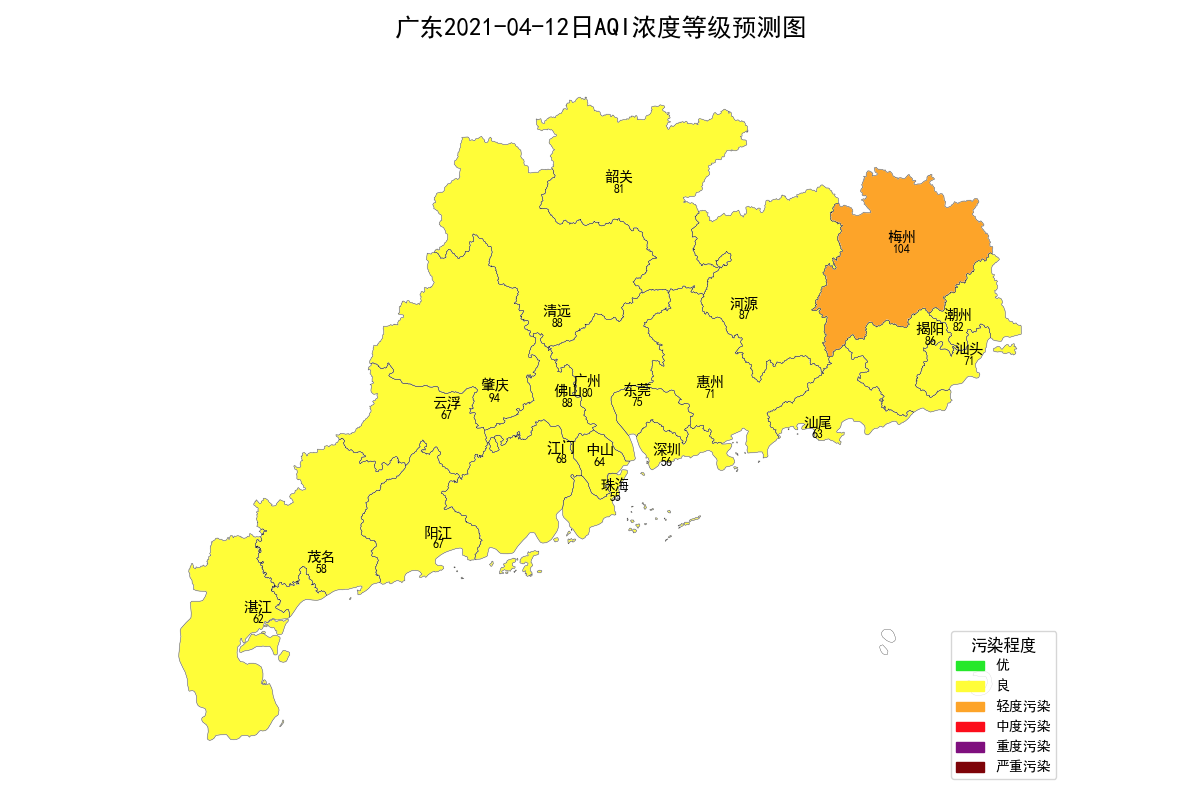 广东2021-04-12日AQI浓度等级预测图
韶关
81
梅州
104
河源
87
清远
88
潮州
82
揭阳
86
汕头
71
广州
80
肇庆
94
佛山
88
东莞
75
惠州
71
云浮
67
汕尾
63
江门
68
中山
64
深圳
56
珠海
55
阳江
67
茂名
58
湛江
62
污染程度
优
良
轻度污染
中度污染
重度污染
严重污染